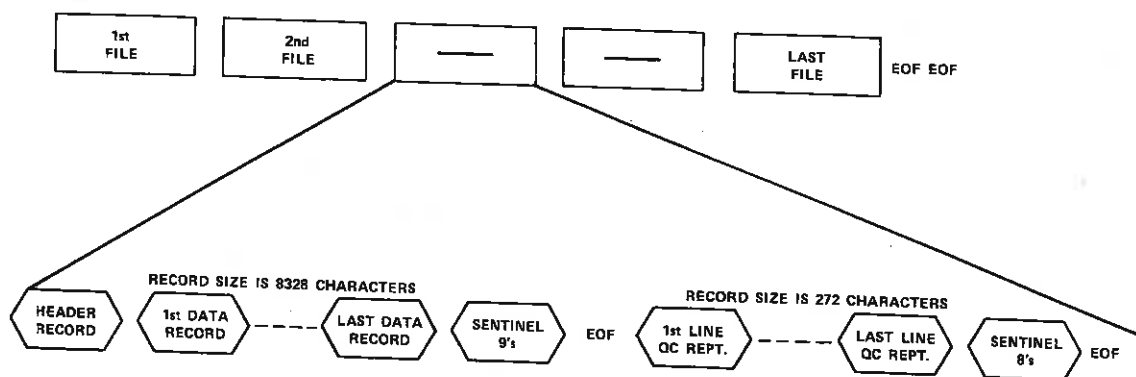 1st
FILE
2nd
FILE
LAST
FILE
EOF EOF
RECORD SIZE IS 8328 CHARACTERS
HEADER
RECORD
1st DATA
RECORD
LAST DATA
RECORD
SENTINEL
9's
EOF
RECORD SIZE IS 272 CHARACTERS
1st LINE
QC REPT.
LAST LINE
QC REPT.
SENTINEL
8's
EOF